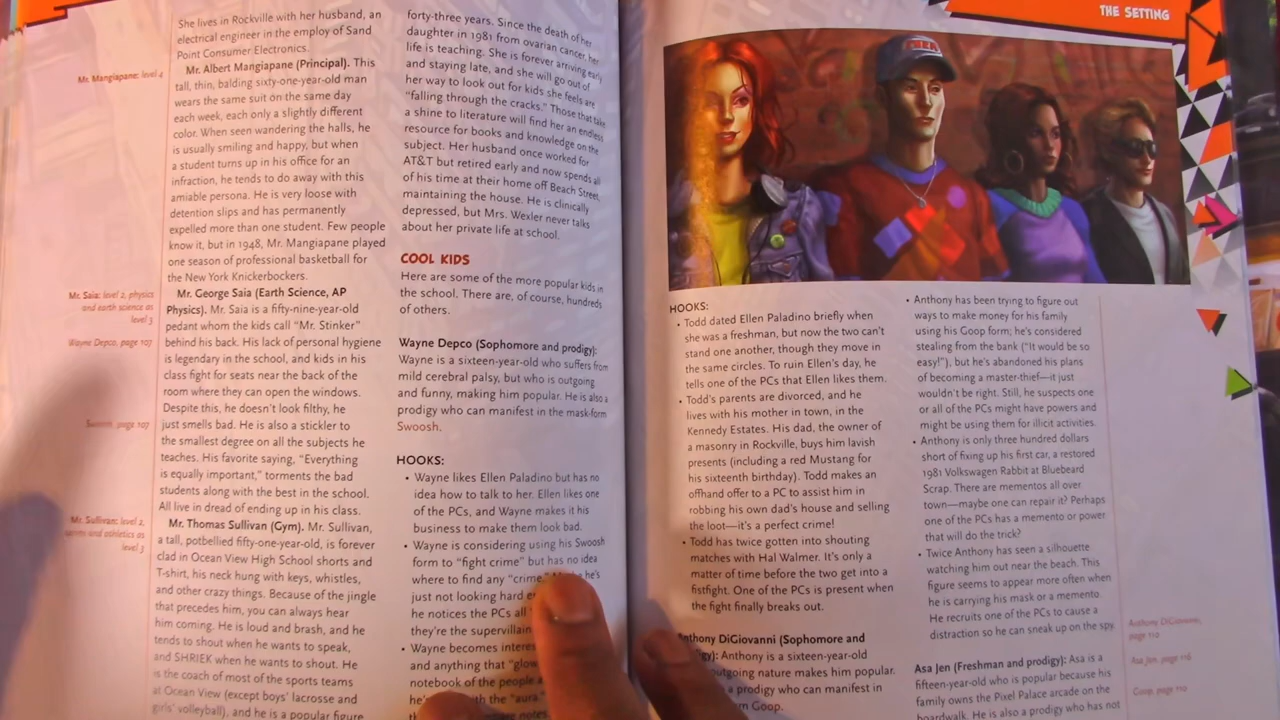 She lives in Rockville with her husband, an
electrical engineer in the employ of Sand
Point Consumer Electronics.
Mr. Albert Mangiapane (Principal). This
tall, thin, balding sixty-one-year-old man
wears the same suit on the same day
each week, each only a slightly different
color. When seen wandering the halls, he
is usually smiling and happy, but when
a student turns up in his office for an
infraction, he tends to do away with this
amiable persona. He is very loose with
detention slips and has permanently
expelled more than one student. Few people
know it, but in 1948, Mr. Mangiapane played
one season of professional basketball for
the New York Knickerbockers.
Mr. George Saia (Earth Science, AP
Physics). Mr. Saia is a fifty-nine-year-old
pedant whom the kids call “Mr. Stinker”
behind his back. His lack of personal hygiene
is legendary in the school, and kids in his
class fight for seats near the back of the
room where they can open the windows.
Despite this, he doesn't look filthy, he
just smells bad. He is also a stickler to
the smallest degree on all the subjects he
teaches. His favorite saying, “Everything
is equally important,” torments the bad
students along with the best in the school.
All live in dread of ending up in his class.
Mr. Thomas Sullivan (Gym). Mr. Sullivan,
a tall, potbellied fifty-one-year-old, is forever
clad in Ocean View High School shorts and
T-shirt, his neck hung with keys, whistles,
and other crazy things. Because of the jingle
that precedes him, you can always hear
him coming. He is loud and brash, and he
tends to shout when he wants to speak,
and SHRIEK when he wants to shout. He
is the coach of most of the sports teams
at Ocean View (except boys' lacrosse and
girls' volleyball), and he is a popular figure
Mr. Mangiapane: level 4
Mr. Saia: level 2, physics
and earth science as
level 3
Wayne Depco, page 107
Swoosh, page 107
Mr. Sullivan: level 2,
sports and athletics as
level 3
forty-three years. Since the death of her
daughter in 1981 from ovarian cancer, her
life is teaching. She is forever arriving early
and staying late, and she will go out of
her way to look out for kids she feels are
“falling through the cracks.” Those that take
a shine to literature will find her an endless
resource for books and knowledge on the
subject. Her husband once worked for
AT&T but retired early and now spends all
of his time at their home off Beach Street,
maintaining the house. He is clinically
depressed, but Mrs. Wexler never talks
about her private life at school.
COOL KIDS
Here are some of the more popular kids in
the school. There are, of course, hundreds
of others.
Wayne Depco (Sophomore and prodigy):
Wayne is a sixteen-year-old who suffers from
mild cerebral palsy, but who is outgoing
and funny, making him popular. He is also a
prodigy who can manifest in the mask-form
Swoosh.
HOOKS:
• Wayne likes Ellen Paladino but has no
idea how to talk to her. Ellen likes one
of the PCs, and Wayne makes it his
business to make them look bad.
• Wayne is considering using his Swoosh
form to “fight crime” but has no idea
where to find any “crime.” he's
just not looking hard
he notices the PCs all
they're the supervillain
• Wayne becomes
and anything that “glow
notebook of the people
he's with the “aura.”
notes
THE SETTING
HOOKS:
• Todd dated Ellen Paladino briefly when
she was a freshman, but now the two can't
stand one another, though they move in
the same circles. To ruin Ellen's day, he
tells one of the PCs that Ellen likes them.
• Todd's parents are divorced, and he
lives with his mother in town, in the
Kennedy Estates. His dad, the owner of
a masonry in Rockville, buys him lavish
presents (including a red Mustang for
his sixteenth birthday). Todd makes an
offhand offer to a PC to assist him in
robbing his own dad's house and selling
the loot—it's a perfect crime!
• Todd has twice gotten into shouting
matches with Hal Walmer. It's only a
matter of time before the two get into a
fistfight. One of the PCs is present when
the fight finally breaks out.
Anthony DiGiovanni (Sophomore and
Anthony is a sixteen-year-old
outgoing nature makes him popular.
a prodigy who can manifest in
Goop.
• Anthony has been trying to figure out
ways to make money for his family
using his Goop form; he's considered
stealing from the bank (“It would be so
easy!”), but he's abandoned his plans
of becoming a master-thief—it just
wouldn't be right. Still, he suspects one
or all of the PCs might have powers and
might be using them for illicit activities.
• Anthony is only three hundred dollars
short of fixing up his first car, a restored
1981 Volkswagen Rabbit at Bluebeard
Scrap. There are mementos all over
town—maybe one can repair it? Perhaps
one of the PCs has a memento or power
that will do the trick?
• Twice Anthony has seen a silhouette
watching him out near the beach. This
figure seems to appear more often when
he is carrying his mask or a memento.
He recruits one of the PCs to cause a
distraction so he can sneak up on the spy.
Asa Jen (Freshman and prodigy): Asa is a
fifteen-year-old who is popular because his
family owns the Pixel Palace arcade on the
boardwalk. He is also a prodigy who has not
Anthony DiGiovanni,
page 110
Asa Jen, page 116
Goop, page 110